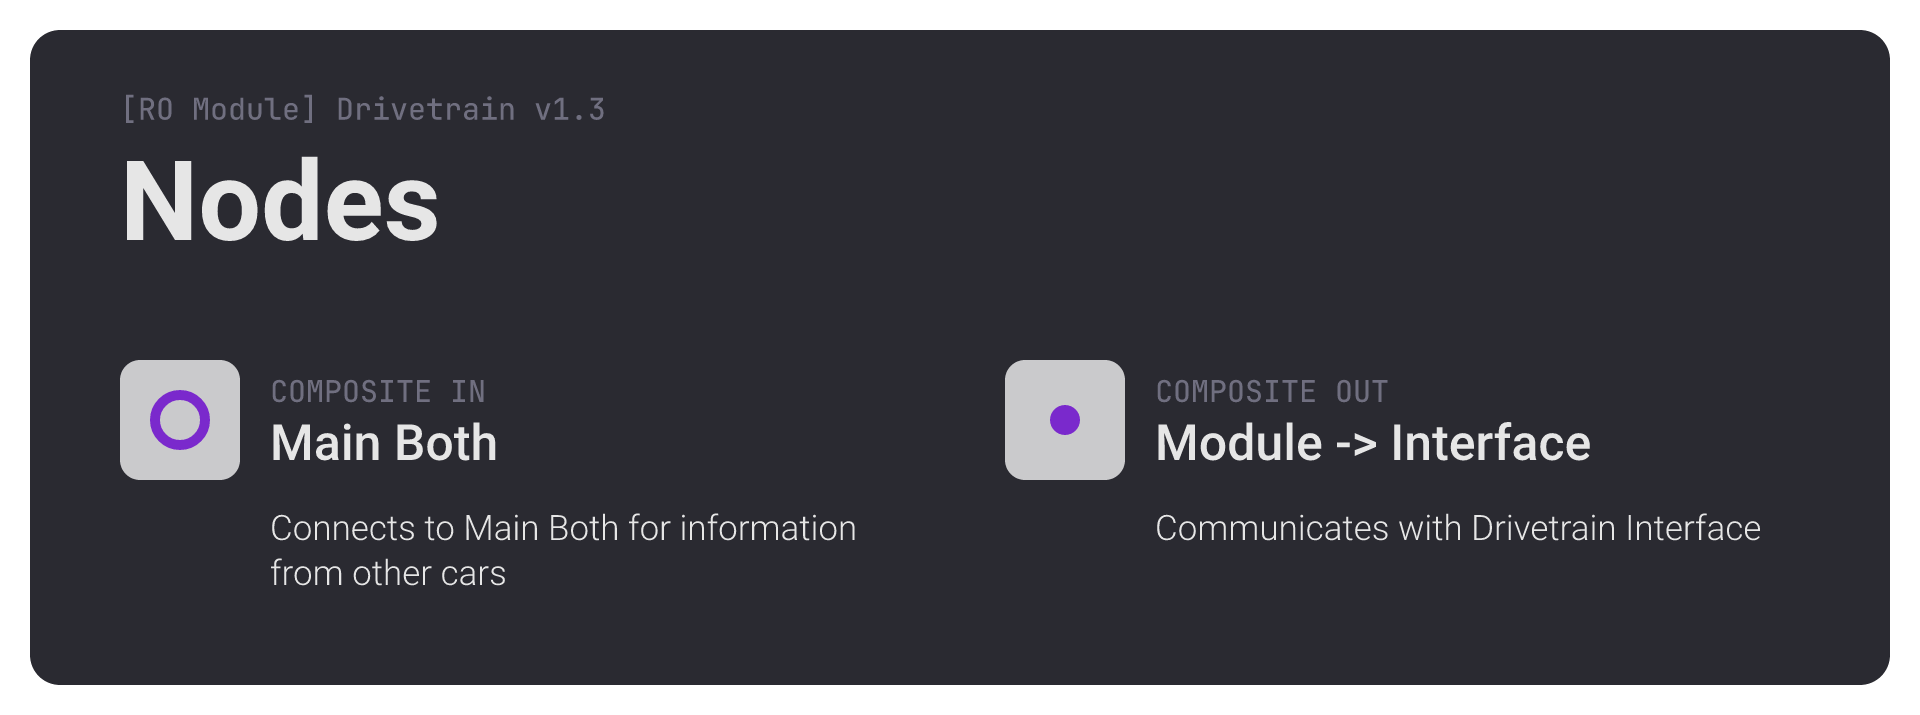 [RO Module] Drivetrain v1.3
Nodes
COMPOSITE IN
Main Both
Connects to Main Both for information
from other cars
COMPOSITE OUT
Module -> Interface
Communicates with Drivetrain Interface